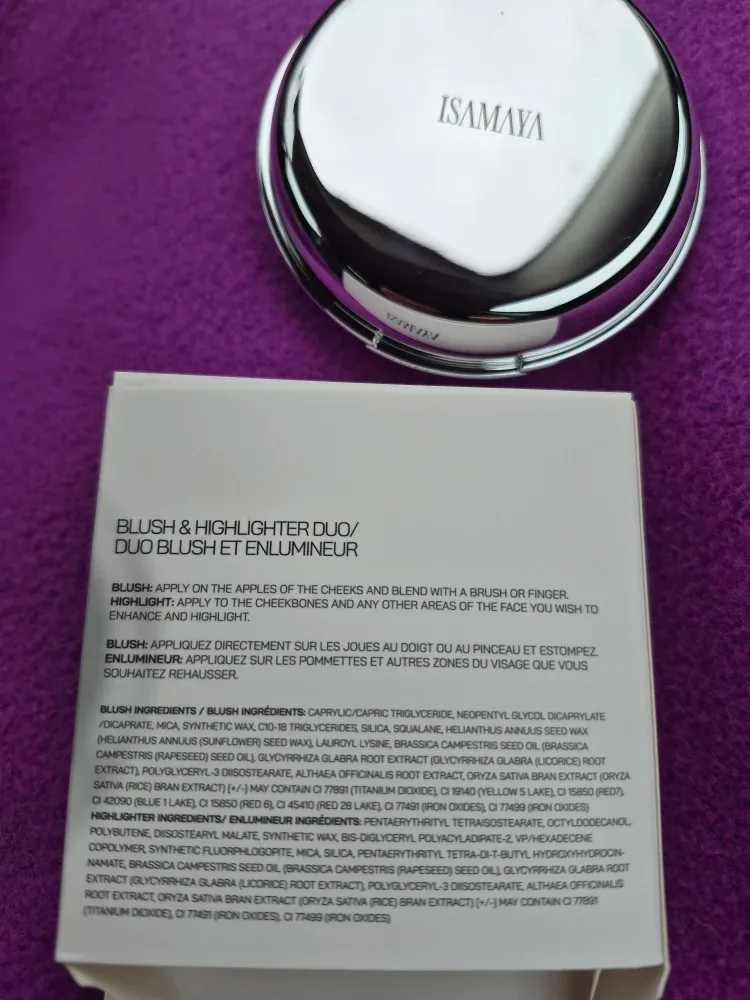 ISAMAYA
ISAMAYA
BLUSH & HIGHLIGHTER DUO/
DUO BLUSH ET ENLUMINEUR
BLUSH: APPLY ON THE APPLES OF THE CHEEKS AND BLEND WITH A BRUSH OR FINGER.
HIGHLIGHT: APPLY TO THE CHEEKBONES AND ANY OTHER AREAS OF THE FACE YOU WISH TO
ENHANCE AND HIGHLIGHT.
BLUSH: APPLIQUEZ DIRECTEMENT SUR LES JOUES AU DOIGT OU AU PINCEAU ET ESTOMPEZ.
ENLUMINEUR: APPLIQUEZ SUR LES POMMETTES ET AUTRES ZONES DU VISAGE QUE VOUS
SOUHAITEZ REHAUSSER.
BLUSH INGREDIENTS / BLUSH INGRÉDIENTS: CAPRYLIC/CAPRIC TRIGLYCERIDE, NEOPENTYL GLYCOL DICAPRYLATE
/DICAPRATE, MICA, SYNTHETIC WAX, C10-18 TRIGLYCERIDES, SILICA, SQUALANE, HELIANTHUS ANNUUS SEED WAX
(HELIANTHUS ANNUUS (SUNFLOWER) SEED WAX), LAUROYL LYSINE, BRASSICA CAMPESTRIS SEED OIL (BRASSICA
CAMPESTRIS (RAPESEED) SEED OIL), GLYCYRRHIZA GLABRA ROOT EXTRACT (GLYCYRRHIZA GLABRA (LICORICE) ROOT
EXTRACT), POLYGLYCERYL-3 DIISOSTEARATE, ALTHAEA OFFICINALIS ROOT EXTRACT, ORYZA SATIVA BRAN EXTRACT (ORYZA
SATIVA (RICE) BRAN EXTRACT) [+/-] MAY CONTAIN CI 77891 (TITANIUM DIOXIDE), CI 19140 (YELLOW 5 LAKE), CI 15850 (RED7),
CI 42090 (BLUE 1 LAKE), CI 15850 (RED 6), CI 45410 (RED 28 LAKE), CI 77491 (IRON OXIDES), CI 77499 (IRON OXIDES)
HIGHLIGHTER INGREDIENTS/ ENLUMINEUR INGRÉDIENTS: PENTAERYTHRITYL TETRAISOSTEARATE, OCTYLDODECANOL,
POLYBUTENE, DIISOSTEARYL MALATE, SYNTHETIC WAX, BIS-DIGLYCERYL POLYACYLADIPATE-2, VP/HEXADECENE
COPOLYMER, SYNTHETIC FLUORPHLOGOPITE, MICA, SILICA, PENTAERYTHRITYL TETRA-DI-T-BUTYL HYDROXYHYDROCIN-
NAMATE, BRASSICA CAMPESTRIS SEED OIL (BRASSICA CAMPESTRIS (RAPESEED) SEED OIL), GLYCYRRHIZA GLABRA ROOT
EXTRACT (GLYCYRRHIZA GLABRA (LICORICE) ROOT EXTRACT), POLYGLYCERYL-3 DIISOSTEARATE, ALTHAEA OFFICINALIS
ROOT EXTRACT, ORYZA SATIVA BRAN EXTRACT (ORYZA SATIVA (RICE) BRAN EXTRACT) [+/-] MAY CONTAIN CI 77891
(TITANIUM DIOXIDE), CI 77491 (IRON OXIDES), CI 77499 (IRON OXIDES)